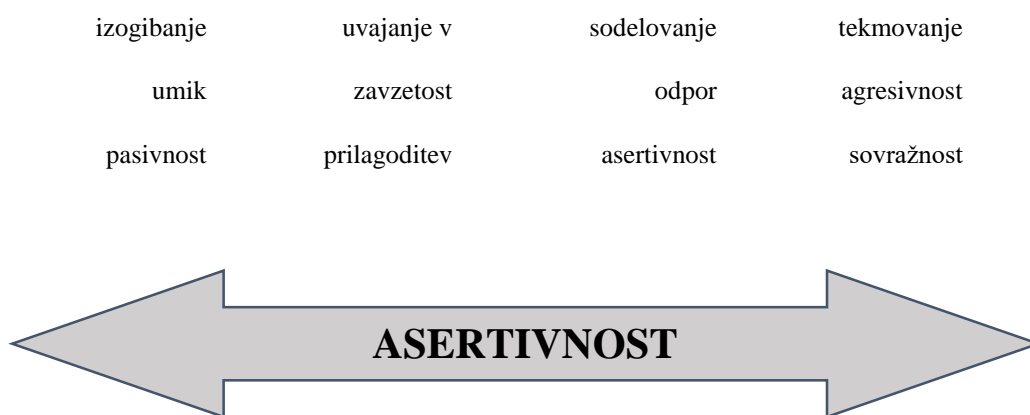 izogibanje uvajanje v sodelovanje tekmovanje
umik zavzetost odpor agresivnost
pasivnost prilagoditev asertivnost sovražnost
ASERTIVNOST